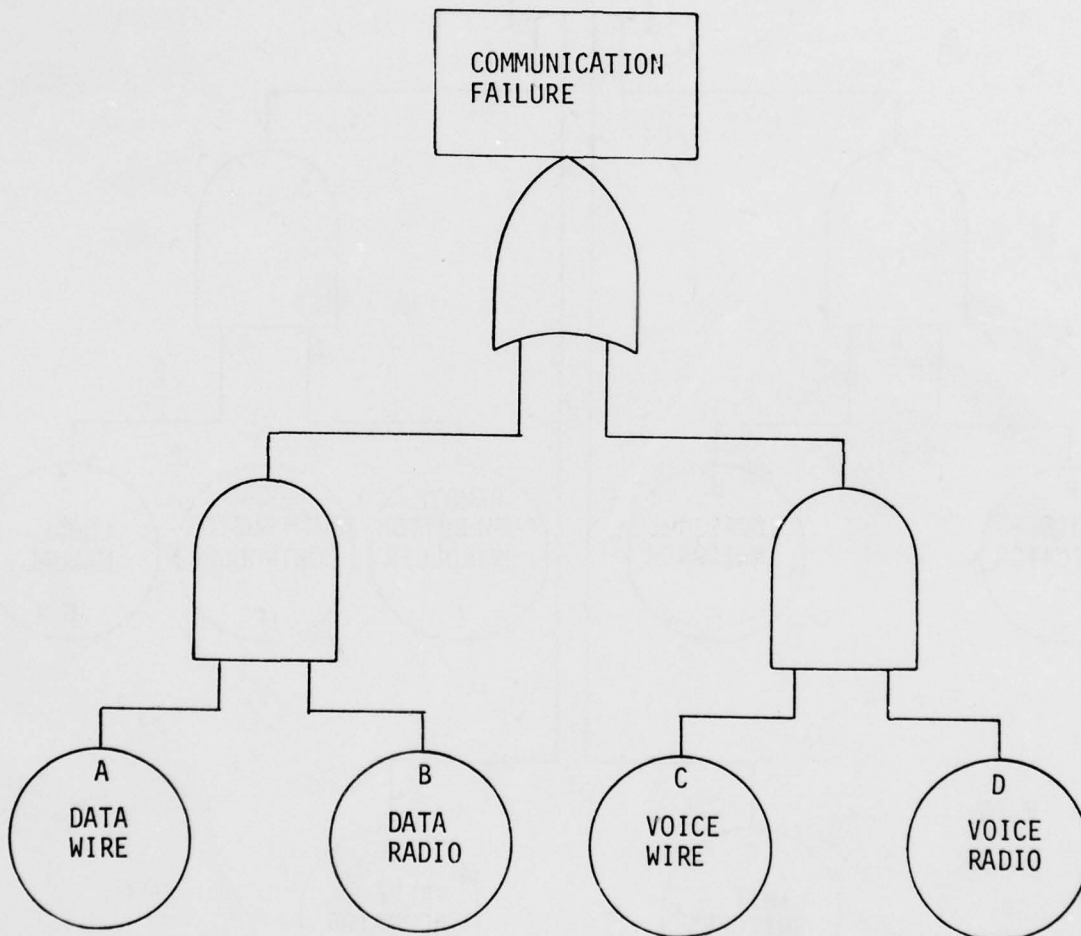 COMMUNICATION
FAILURE
A
DATA
WIRE
B
DATA
RADIO
C
VOICE
WIRE
D
VOICE
RADIO